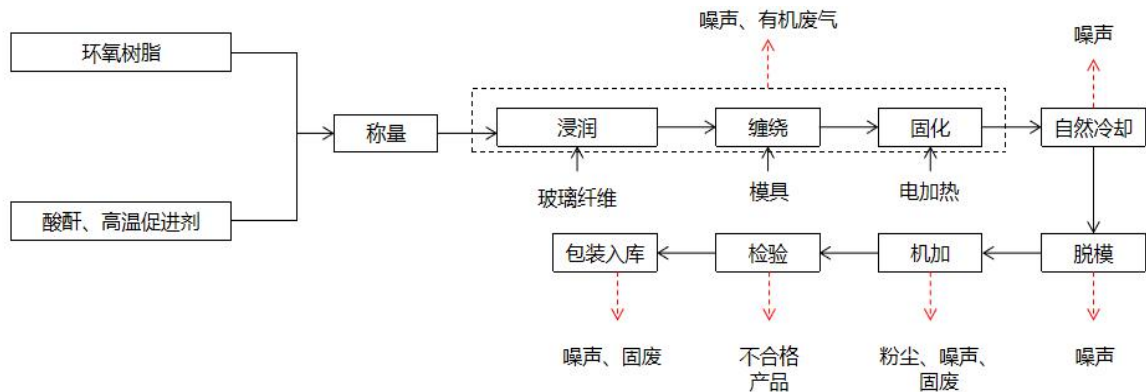 噪声、有机废气
噪声
环氧树脂
称量
浸润
缠绕
固化
自然冷却
玻璃纤维
模具
电加热
酸酐、高温促进剂
包装入库
检验
机加
脱模
噪声、固废
不合格
产品
粉尘、噪声、
固废
噪声